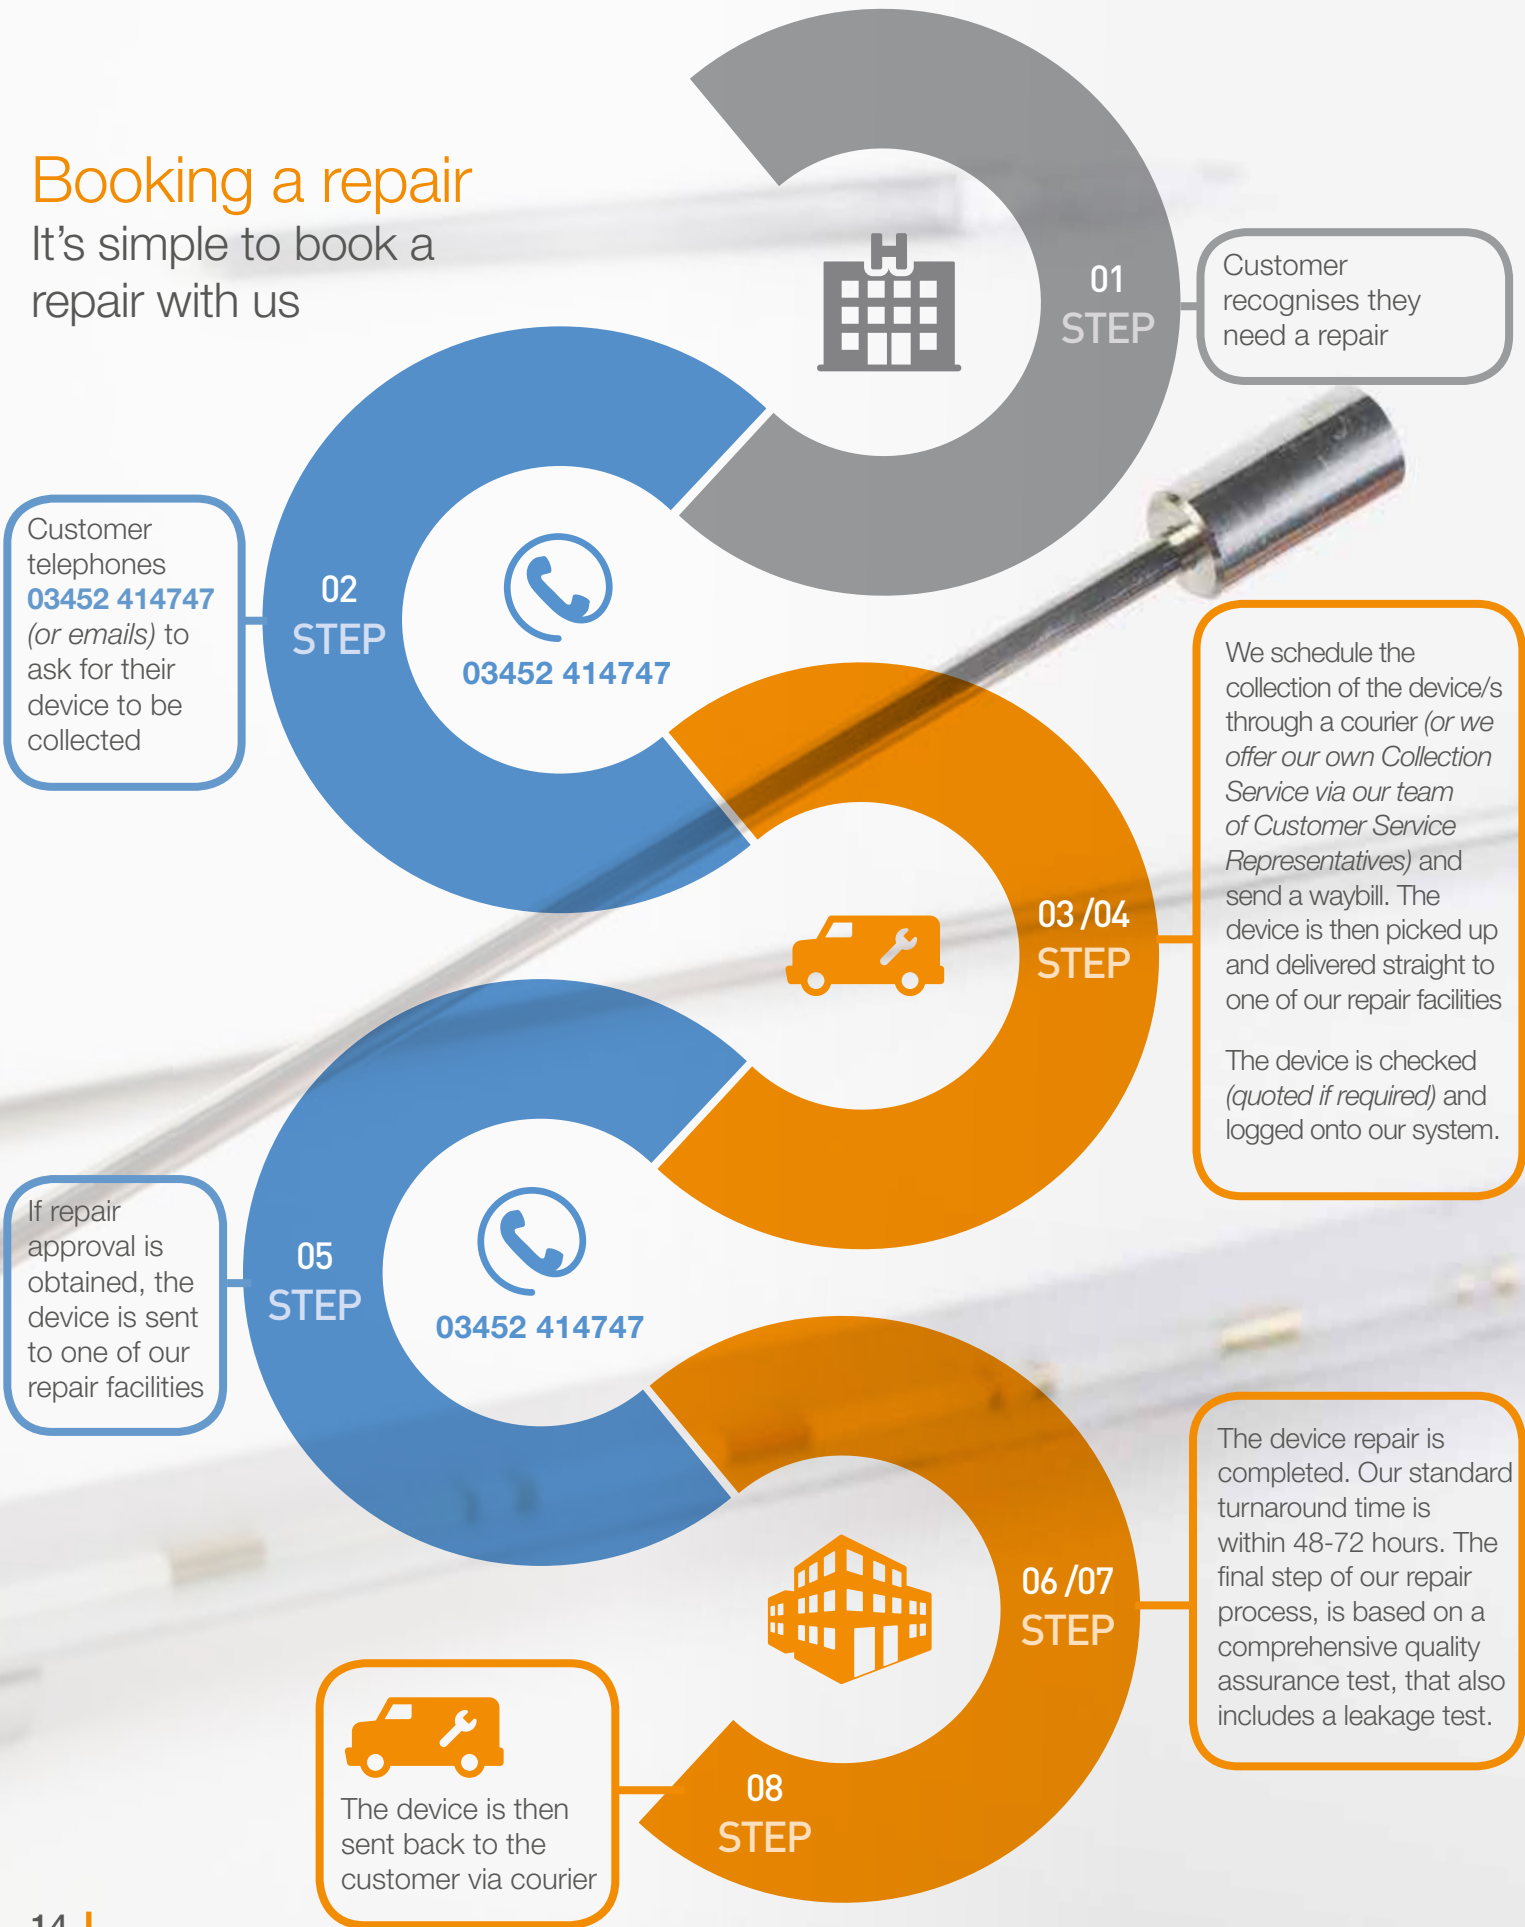 Booking a repair
It's simple to book a
repair with us
H
01
STEP
Customer
recognises they
need a repair
Customer
telephones
03452 414747
(or emails) to
ask for their
device to be
collected
02
STEP
03452 414747
03 /04
STEP
We schedule the
collection of the device/s
through a courier (or we
offer our own Collection
Service via our team
of Customer Service
Representatives) and
send a waybill. The
device is then picked up
and delivered straight to
one of our repair facilities
The device is checked
(quoted if required) and
logged onto our system.
If repair
approval is
obtained, the
device is sent
to one of our
repair facilities
05
STEP
03452 414747
06 /07
STEP
The device repair is
completed. Our standard
turnaround time is
within 48-72 hours. The
final step of our repair
process, is based on a
comprehensive quality
assurance test, that also
includes a leakage test.
The device is then
sent back to the
customer via courier
08
STEP
14